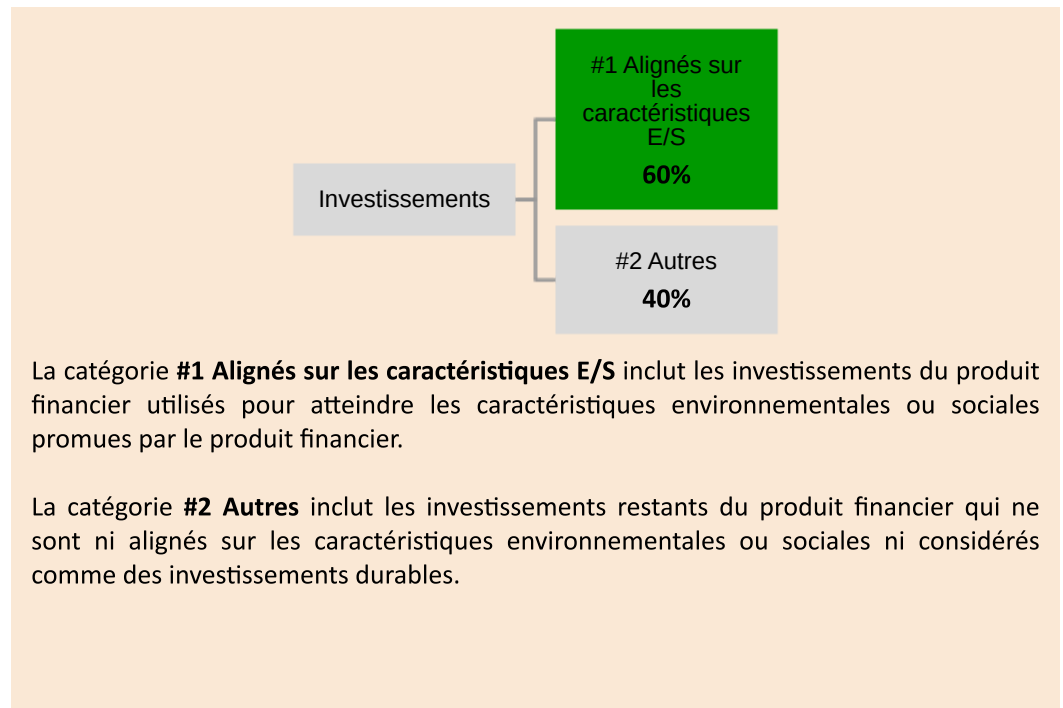 #1 Alignés sur
les
caractéristiques
E/S
60%
Investissements
#2 Autres
40%
La catégorie #1 Alignés sur les caractéristiques E/S inclut les investissements du produit
financier utilisés pour atteindre les caractéristiques environnementales ou sociales
promues par le produit financier.
La catégorie #2 Autres inclut les investissements restants du produit financier qui ne
sont ni alignés sur les caractéristiques environnementales ou sociales ni considérés
comme des investissements durables.